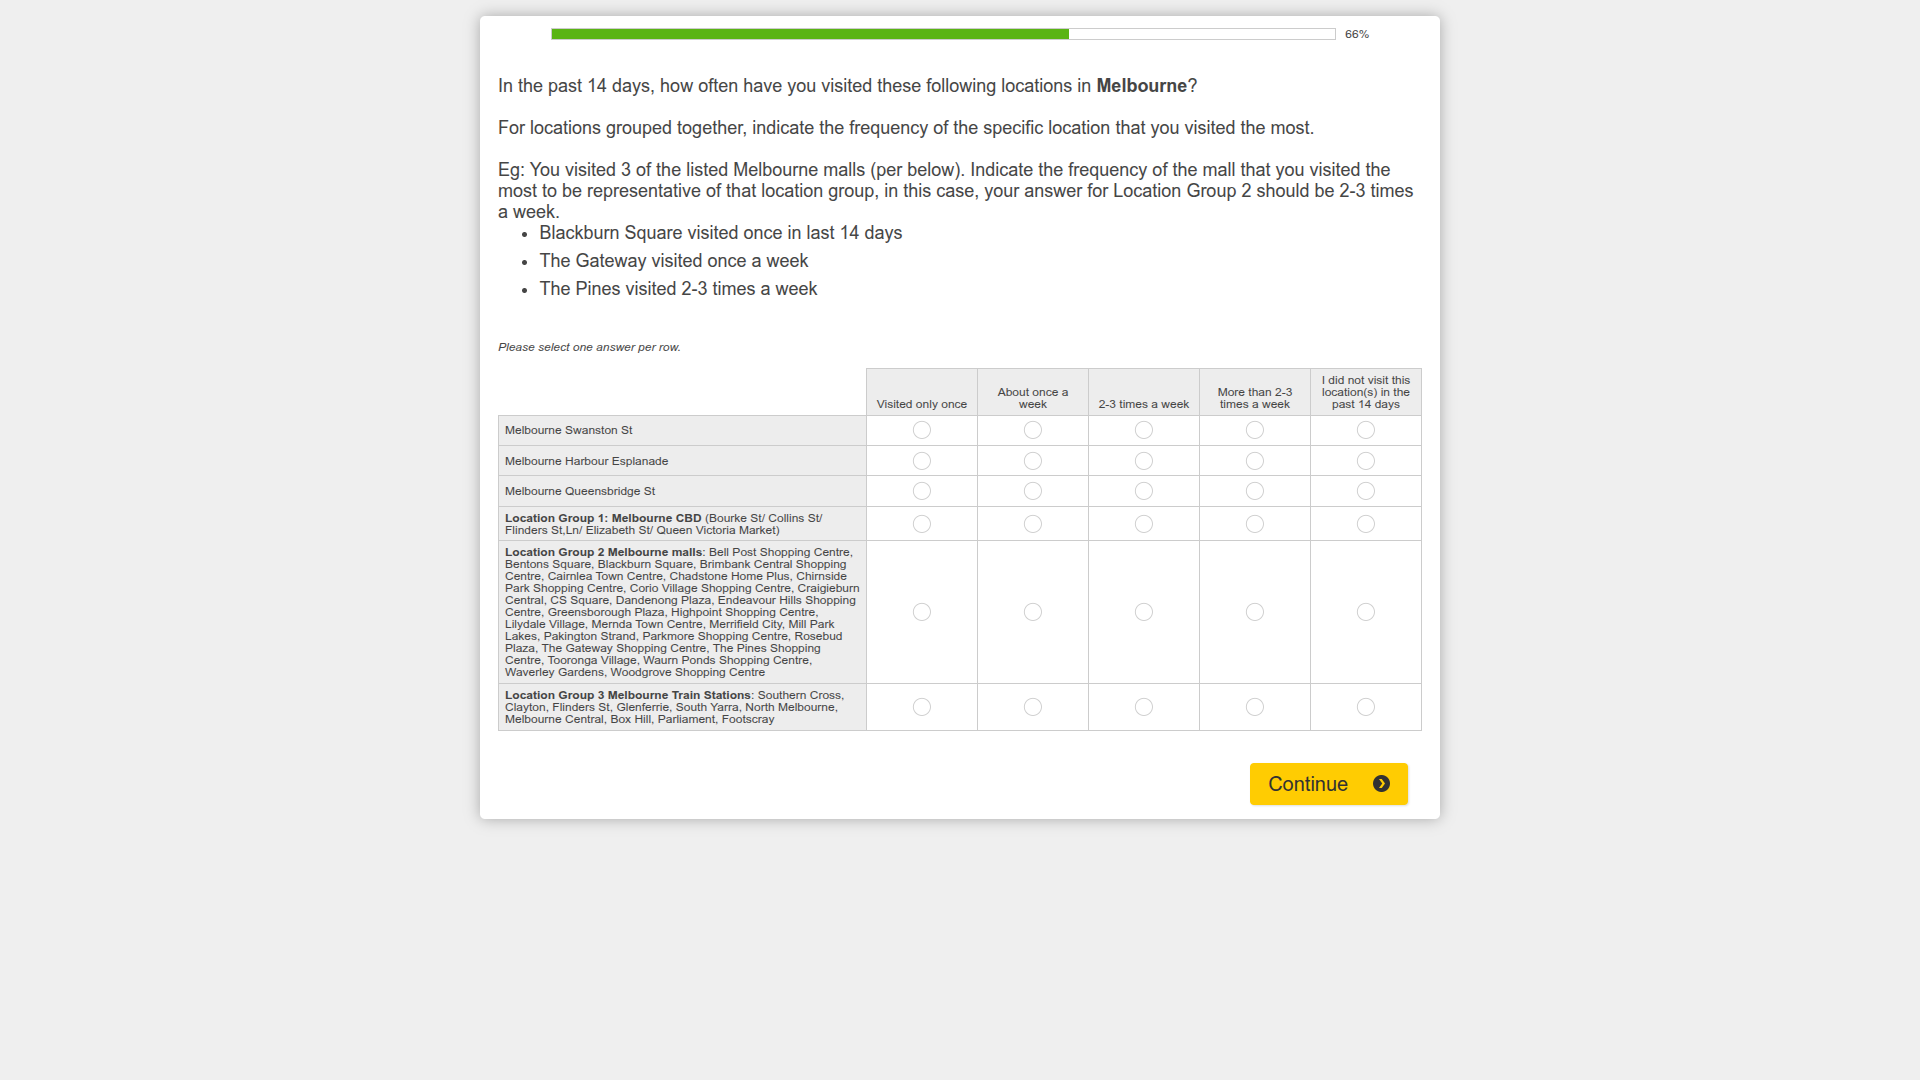 66%
In the past 14 days, how often have you visited these following locations in Melbourne?
For locations grouped together, indicate the frequency of the specific location that you visited the most.
Eg: You visited 3 of the listed Melbourne malls (per below). Indicate the frequency of the mall that you visited the
most to be representative of that location group, in this case, your answer for Location Group 2 should be 2-3 times
a week.
• Blackburn Square visited once in last 14 days
• The Gateway visited once a week
• The Pines visited 2-3 times a week
Please select one answer per row.
Visited only once
About once a
week
2-3 times a week
More than 2-3
times a week
I did not visit this
location(s) in the
past 14 days
Melbourne Swanston St
Melbourne Harbour Esplanade
Melbourne Queensbridge St
Location Group 1: Melbourne CBD (Bourke St/ Collins St/
Flinders St,Ln/ Elizabeth St/ Queen Victoria Market)
Location Group 2 Melbourne malls: Bell Post Shopping Centre,
Bentons Square, Blackburn Square, Brimbank Central Shopping
Centre, Cairnlea Town Centre, Chadstone Home Plus, Chirnside
Park Shopping Centre, Corio Village Shopping Centre, Craigieburn
Central, CS Square, Dandenong Plaza, Endeavour Hills Shopping
Centre, Greensborough Plaza, Highpoint Shopping Centre,
Lilydale Village, Mernda Town Centre, Merrifield City, Mill Park
Lakes, Pakington Strand, Parkmore Shopping Centre, Rosebud
Plaza, The Gateway Shopping Centre, The Pines Shopping
Centre, Tooronga Village, Waurn Ponds Shopping Centre,
Waverley Gardens, Woodgrove Shopping Centre
Location Group 3 Melbourne Train Stations: Southern Cross,
Clayton, Flinders St, Glenferrie, South Yarra, North Melbourne,
Melbourne Central, Box Hill, Parliament, Footscray
Continue